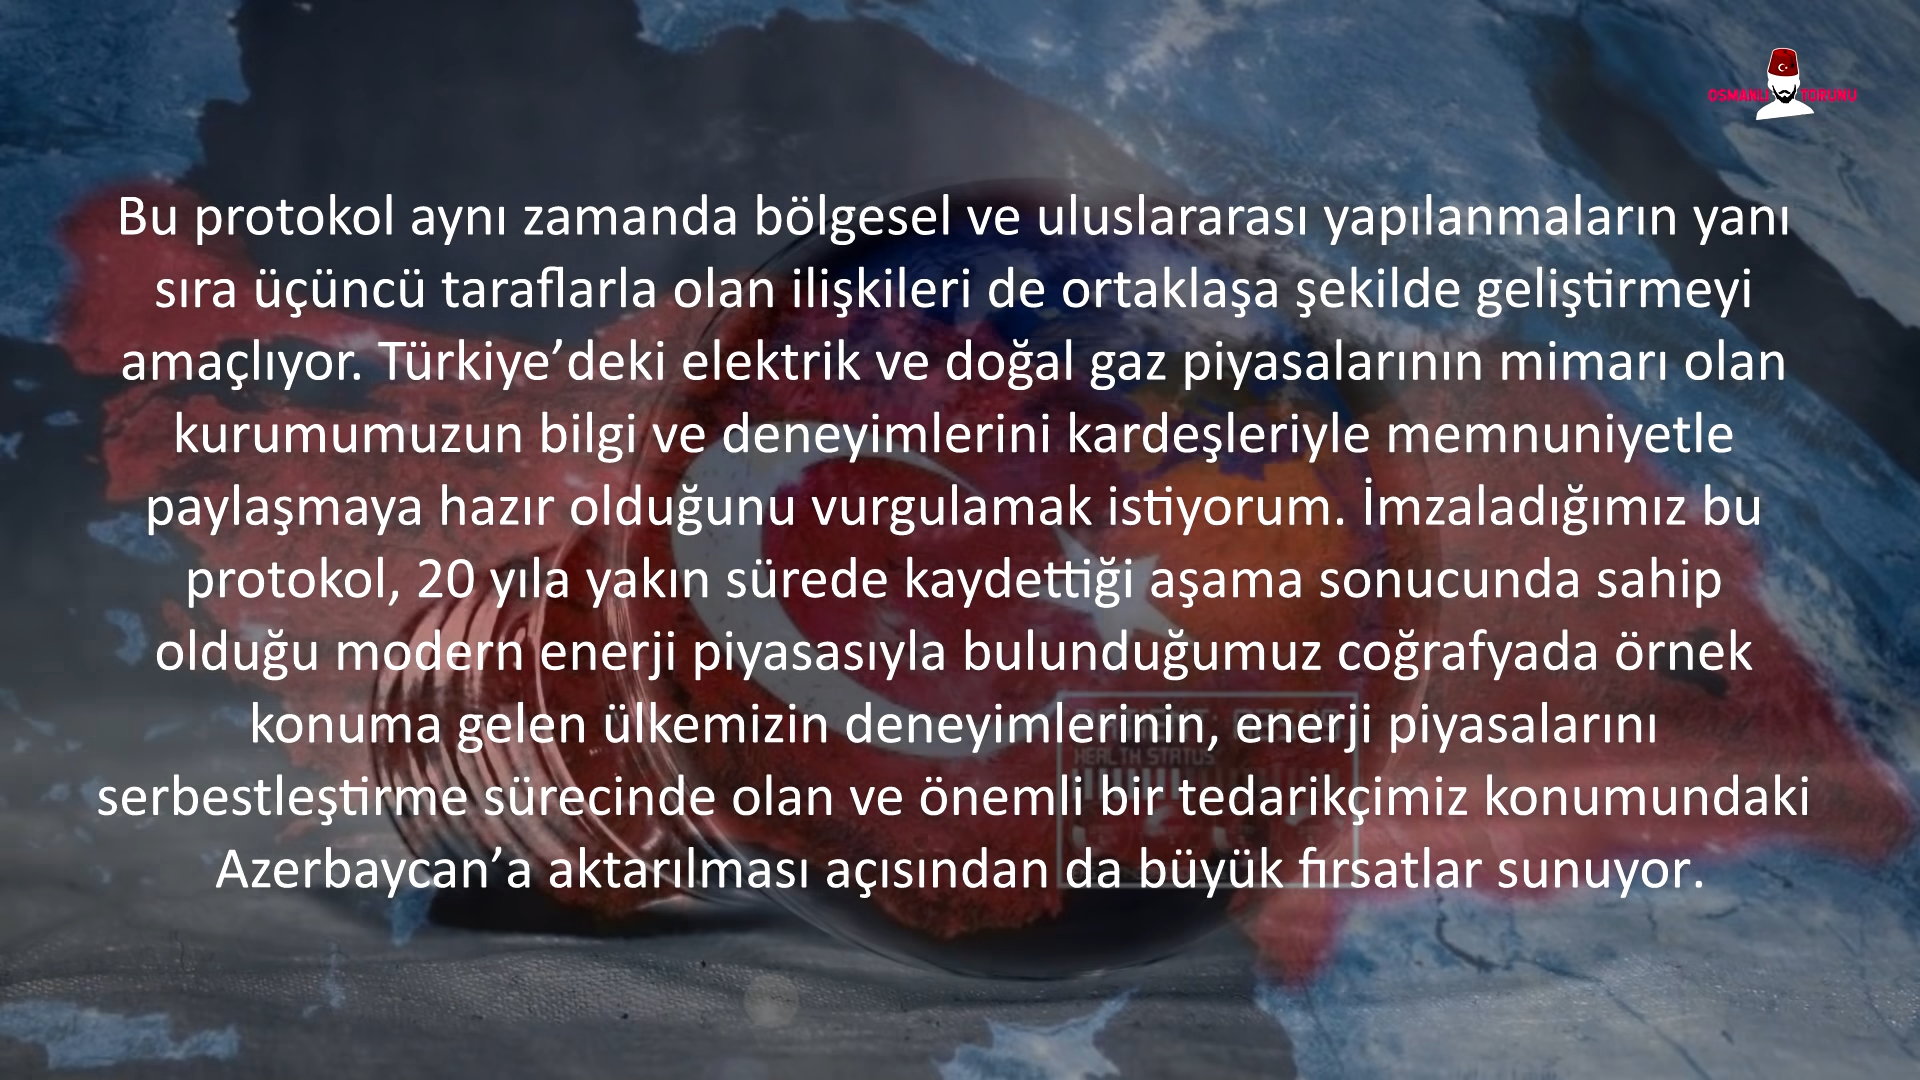 OSMANLI TORUNU
Bu protokol aynı zamanda bölgesel ve uluslararası yapılanmaların yanı
sıra üçüncü taraflarla olan ilişkileri de ortaklaşa şekilde geliştirmeyi
amaçlıyor. Türkiye’deki elektrik ve doğal gaz piyasalarının mimarı olan
kurumumuzun bilgi ve deneyimlerini kardeşleriyle memnuniyetle
paylaşmaya hazır olduğunu vurgulamak istiyorum. İmzaladığımız bu
protokol, 20 yıla yakın sürede kaydettiği aşama sonucunda sahip
olduğu modern enerji piyasasıyla bulunduğumuz coğrafyada örnek
konuma gelen ülkemizin deneyimlerinin, enerji piyasalarını
HEALTH STATUS
serbestleştirme sürecinde olan ve önemli bir tedarikçimiz konumundaki
Azerbaycan’a aktarılması açısından da büyük fırsatlar sunuyor.